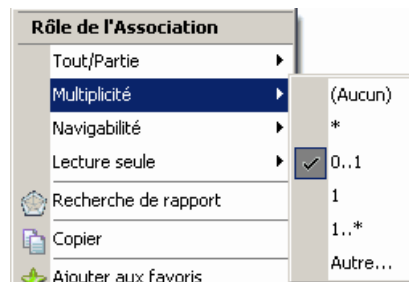 Rôle de l'Association
Tout/Partie
Multiplicité
Navigabilité
Lecture seule
Recherche de rapport
Copier
Ajouter aux favoris
(Aucun)
*
0..1
1
1..*
Autre...